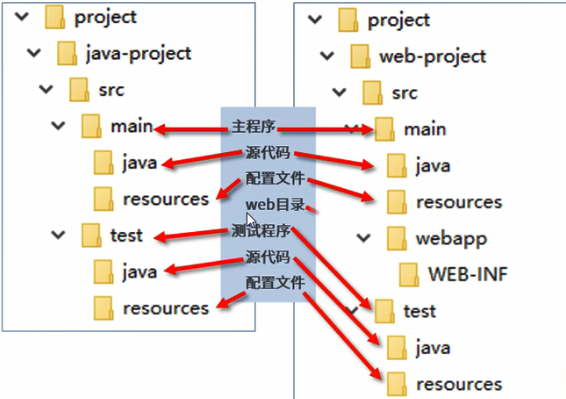 project
java-project
src
main
java
resources
test
java
resources
主程序
源代码
配置文件
web目录
测试程序
源代码
配置文件
project
web-project
src
main
java
resources
webapp
WEB-INF
test
java
resources